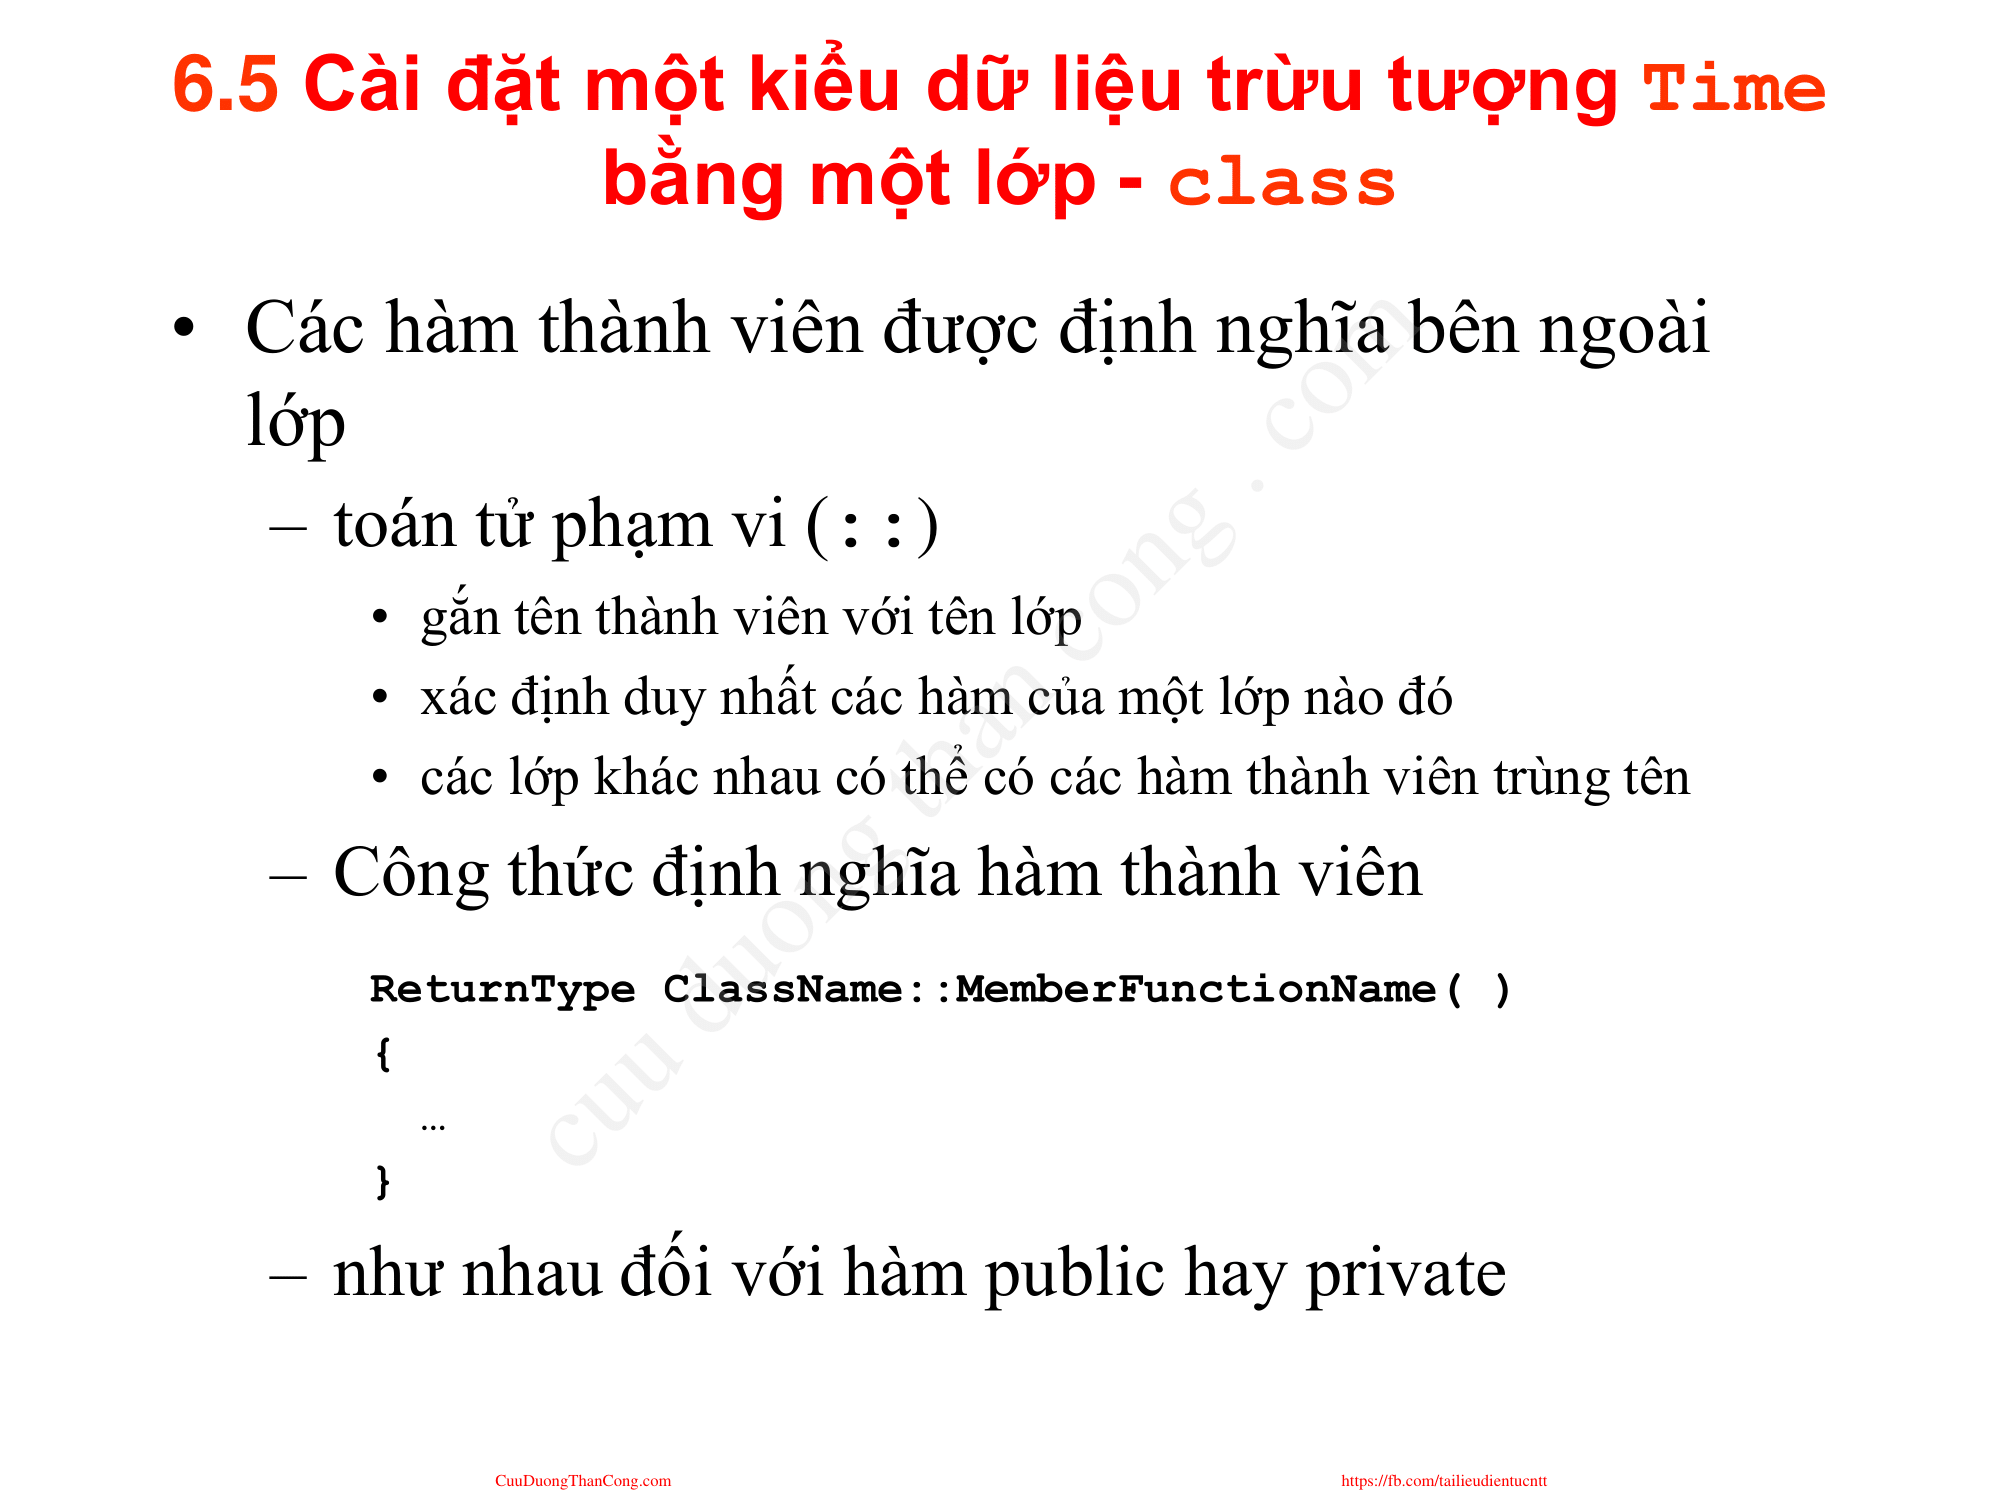 6.5 Cài đặt một kiểu dữ liệu trừu tượng Time
bằng một lớp - class
• Các hàm thành viên được định nghĩa bên ngoài
lớp
– toán tử phạm vi (::)
• gắn tên thành viên với tên lớp
• xác định duy nhất các hàm của một lớp nào đó
• các lớp khác nhau có thể có các hàm thành viên trùng tên
– Công thức định nghĩa hàm thành viên
ReturnType ClassName::MemberFunctionName( )
{
…
}
– như nhau đối với hàm public hay private
cuu duong than cong . com
CuuDuongThanCong.com
https://fb.com/tailieudientucntt